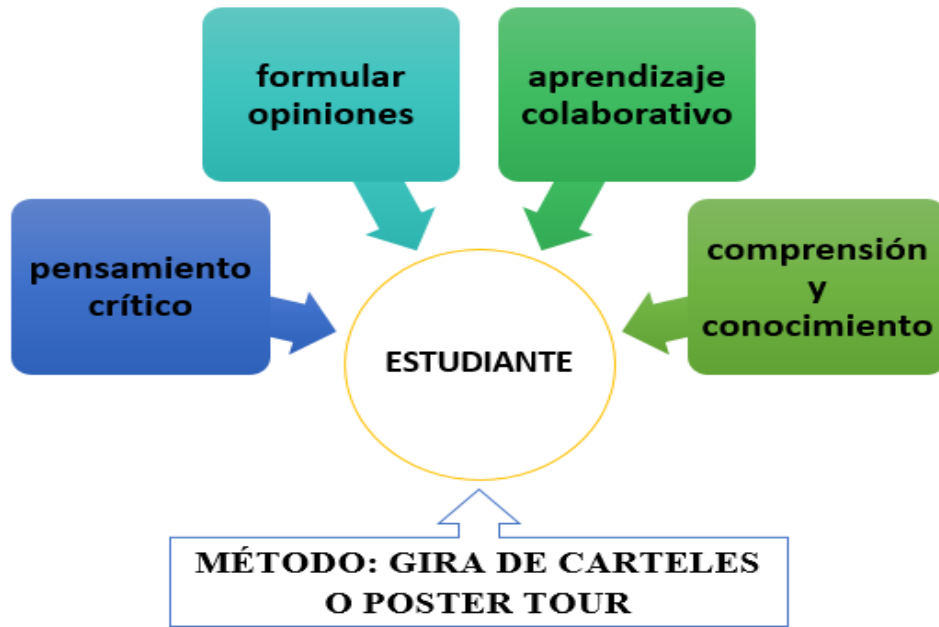 formular
opiniones
aprendizaje
colaborativo
pensamiento
crítico
comprensión
y
conocimiento
ESTUDIANTE
MÉTODO: GIRA DE CARTELES
O POSTER TOUR